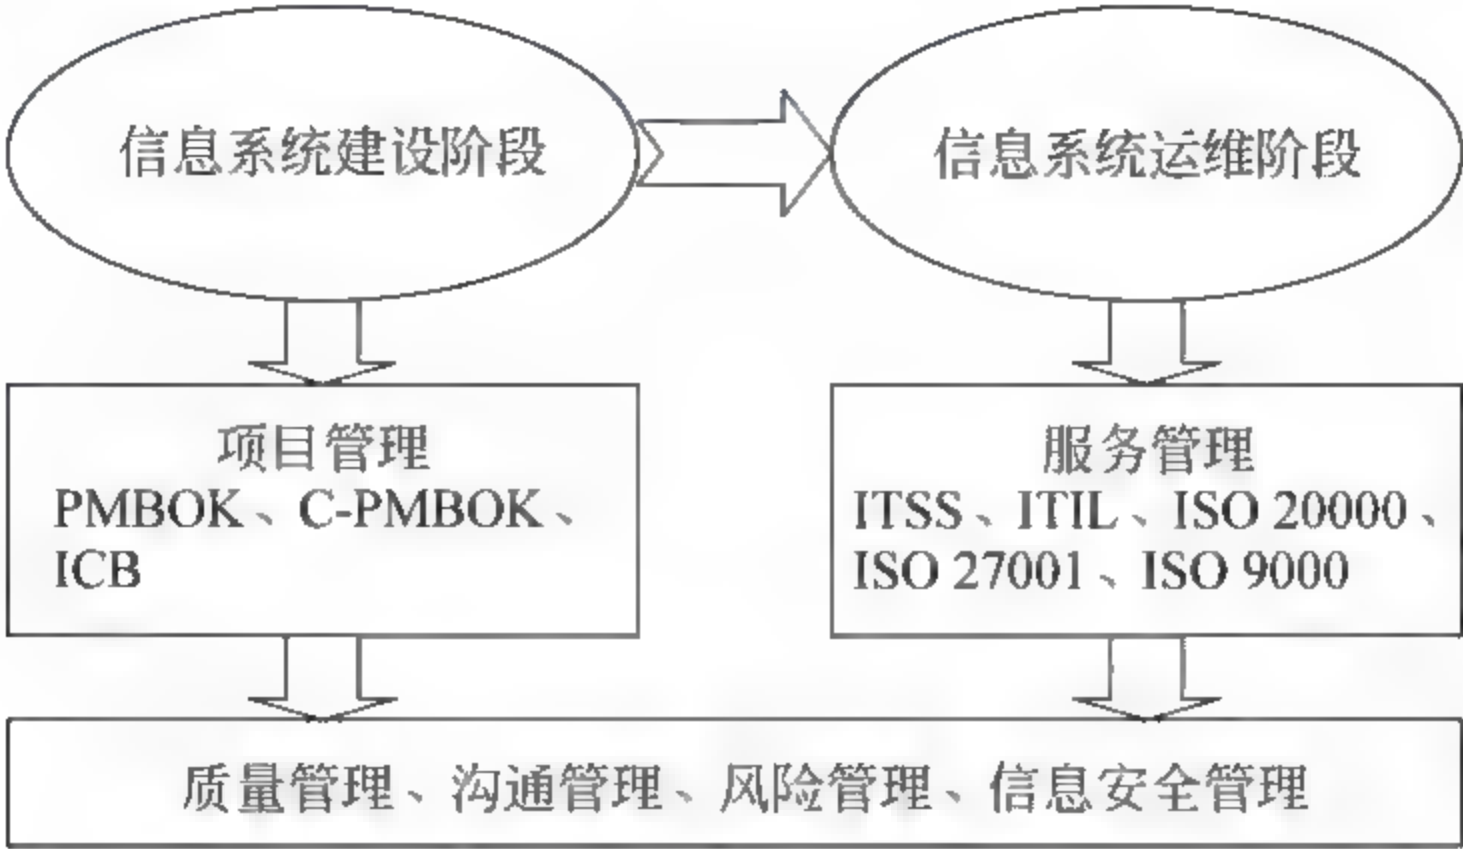 信息系统建设阶段
信息系统运维阶段
项目管理
PMBOK、C-PMBOK、
ICB
服务管理
ITSS、ITIL、ISO 20000、
ISO 27001、ISO 9000
质量管理、沟通管理、风险管理、信息安全管理